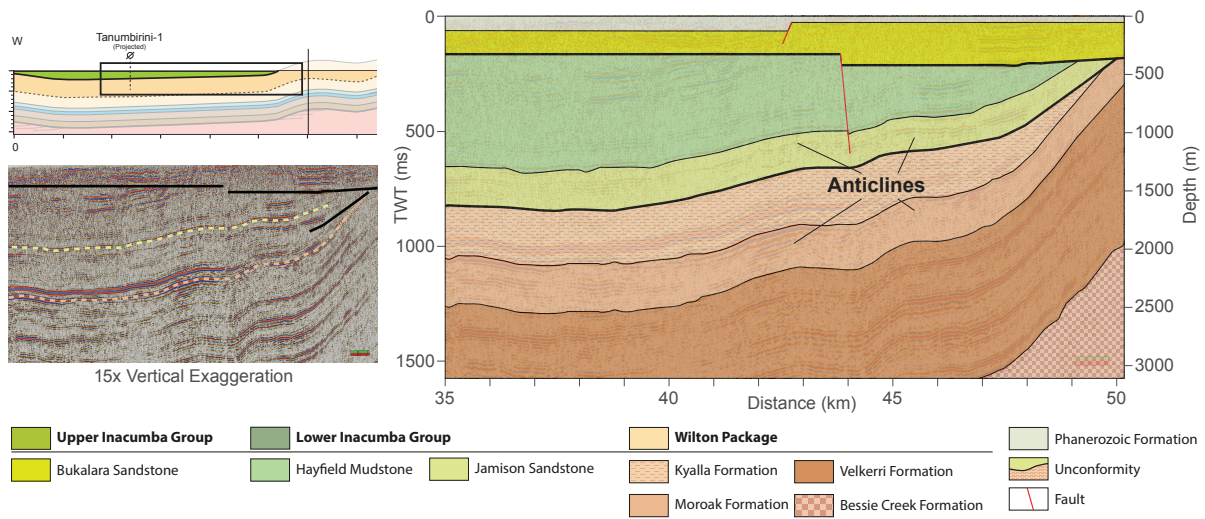 W
Tanumbirini-1
(Projected)
0
15x Vertical Exaggeration
0
500
1000
1500
TWT (ms)
Anticlines
0
500
1000
1500
2000
2500
3000
Depth (m)
35
40
45
50
Distance (km)
Upper Inacumba Group
Lower Inacumba Group
Wilton Package
Phanerozoic Formation
Bukalara Sandstone
Hayfield Mudstone
Jamison Sandstone
Kyalla Formation
Velkerri Formation
Unconformity
Moroak Formation
Bessie Creek Formation
Fault